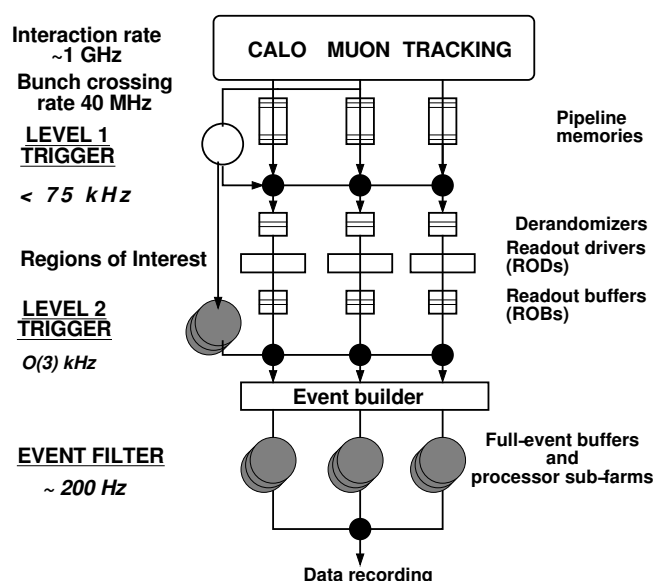 Interaction rate
~1 GHz
CALO MUON TRACKING
Bunch crossing
rate 40 MHz
Pipeline
memories
LEVEL 1
TRIGGER
< 75 kHz
Derandomizers
Readout drivers
(RODs)
Regions of Interest
Readout buffers
(ROBs)
LEVEL 2
TRIGGER
O(3) kHz
Event builder
EVENT FILTER
~ 200 Hz
Full-event buffers
and
processor sub-farms
Data recording